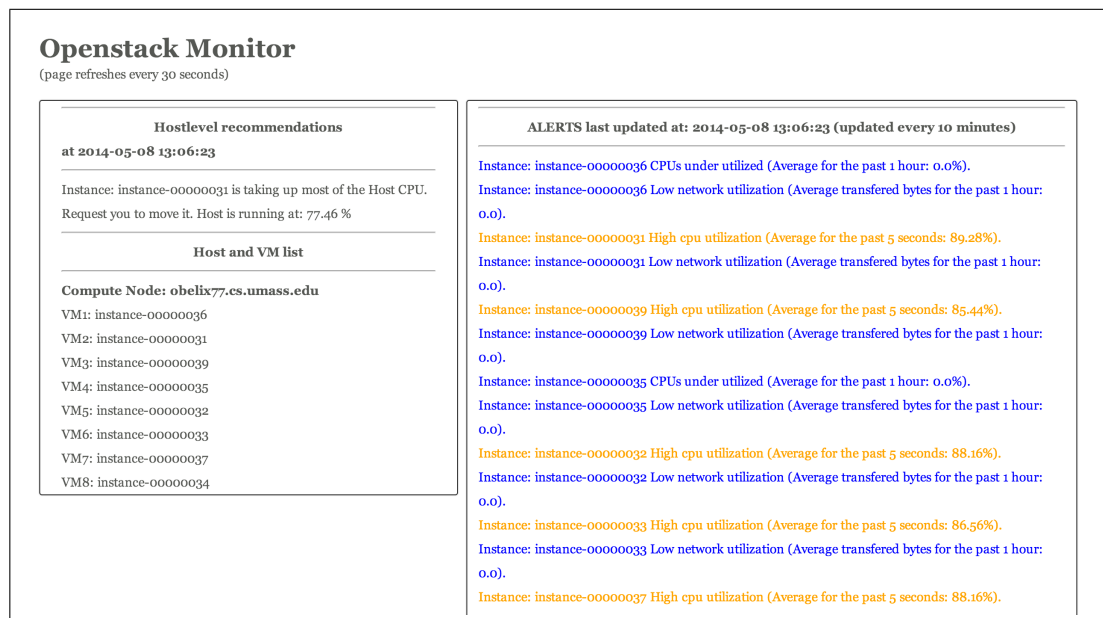 Openstack Monitor
(page refreshes every 30 seconds)
Hostlevel recommendations
at 2014-05-08 13:06:23
Instance: instance-00000031 is taking up most of the Host CPU.
Request you to move it. Host is running at: 77.46 %
Host and VM list
Compute Node: obelix77.cs.umass.edu
VM1: instance-00000036
VM2: instance-00000031
VM3: instance-00000039
VM4: instance-00000035
VM5: instance-00000032
VM6: instance-00000033
VM7: instance-00000037
VM8: instance-00000034
ALERTS last updated at: 2014-05-08 13:06:23 (updated every 10 minutes)
Instance: instance-00000036 CPUs under utilized (Average for the past 1 hour: 0.0%).
Instance: instance-00000036 Low network utilization (Average transfered bytes for the past 1 hour:
0.0).
Instance: instance-00000031 High cpu utilization (Average for the past 5 seconds: 89.28%).
Instance: instance-00000031 Low network utilization (Average transfered bytes for the past 1 hour:
0.0).
Instance: instance-00000039 High cpu utilization (Average for the past 5 seconds: 85.44%).
Instance: instance-00000039 Low network utilization (Average transfered bytes for the past 1 hour:
0.0).
Instance: instance-00000035 CPUs under utilized (Average for the past 1 hour: 0.0%).
Instance: instance-00000035 Low network utilization (Average transfered bytes for the past 1 hour:
0.0).
Instance: instance-00000032 High cpu utilization (Average for the past 5 seconds: 88.16%).
Instance: instance-00000032 Low network utilization (Average transfered bytes for the past 1 hour:
0.0).
Instance: instance-00000033 High cpu utilization (Average for the past 5 seconds: 86.56%).
Instance: instance-00000033 Low network utilization (Average transfered bytes for the past 1 hour:
0.0).
Instance: instance-00000037 High cpu utilization (Average for the past 5 seconds: 88.16%).